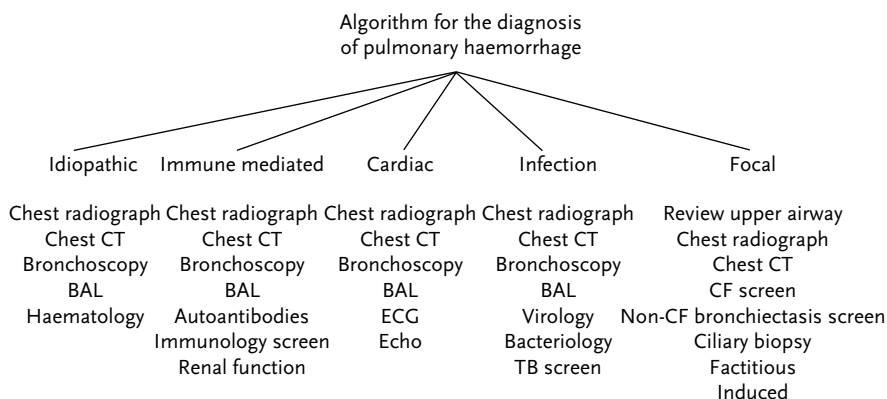 Algorithm for the diagnosis
of pulmonary haemorrhage
Idiopathic Immune mediated Cardiac Infection Focal
Chest radiograph Chest radiograph Chest radiograph Chest radiograph Review upper airway
Chest CT Chest CT Chest CT Chest CT Chest radiograph
Bronchoscopy Bronchoscopy Bronchoscopy Bronchoscopy Chest CT
BAL BAL BAL BAL CF screen
Haematology Autoantibodies ECG Virology Non-CF bronchiectasis screen
Immunology screen Echo Bacteriology Ciliary biopsy
Renal function TB screen Factitious
Induced